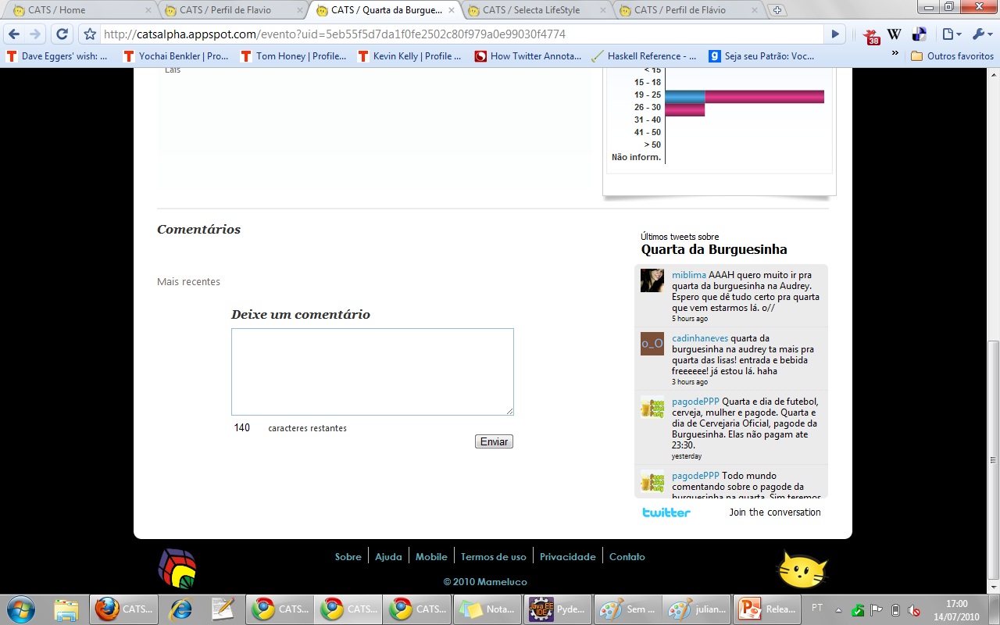 CATS / Home
CATS / Perfil de Flavio
CATS / Quarta da Burgue...
CATS / Selecta LifeStyle
CATS / Perfil de Flávio
http://catsalpha.appspot.com/evento?uid=5eb55f5d7da1f0fe2502c80f979a0e99030f4774
38
W
Dave Eggers' wish: ...
Yochai Benkler | Pro...
Tom Honey | Profile...
Kevin Kelly | Profile ...
How Twitter Annota...
Haskell Reference - ...
Seja seu Patrão: Voc...
»
Outros favoritos
Laís
< 15
15 - 18
19 - 25
26 - 30
31 - 40
41 - 50
> 50
Não inform.
Comentários
Mais recentes
Deixe um comentário
140 caracteres restantes
Enviar
Últimos tweets sobre
Quarta da Burguesinha
miblima AAAH quero muito ir pra
quarta da burguesinha na Audrey.
Espero que dê tudo certo pra quarta
que vem estarmos lá. o//
5 hours ago
o_O
cadinhaneves quarta da
burguesinha na audrey ta mais pra
quarta das lisas! entrada e bebida
freeeeee! já estou lá. haha
3 hours ago
pagodePPP Quarta e dia de futebol,
cerveja, mulher e pagode. Quarta e
dia de Cervejaria Oficial, pagode da
Burguesinha. Elas não pagam ate
23:30.
yesterday
pagodePPP Todo mundo
comentando sobre o pagode da
burguesinha na quarta. Sim teremos
twitter
Join the conversation
Sobre
Ajuda
Mobile
Termos de uso
Privacidade
Contato
© 2010 Mameluco
CATS...
CATS...
CATS...
CATS...
Nota...
Java EE
IDE
Pyde...
Sem ...
julian...
Relea...
PT
17:00
14/07/2010